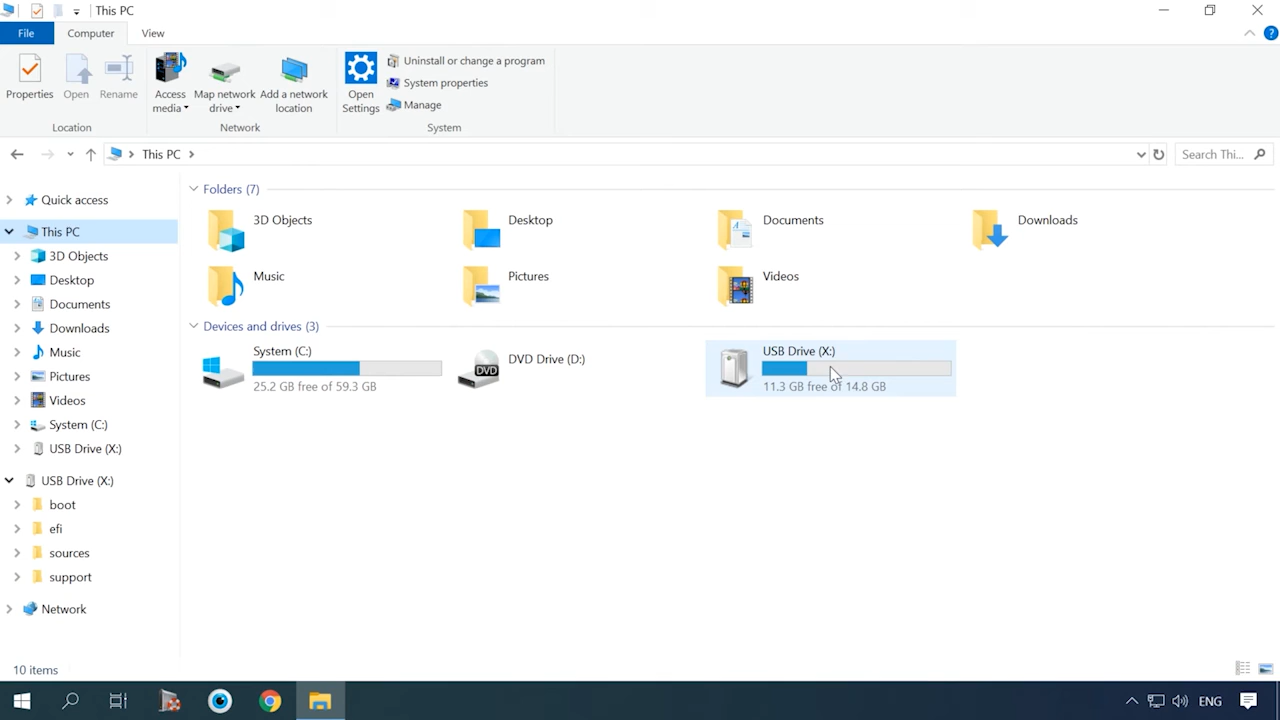 This PC
File
Computer
View
Properties
Open
Rename
Access media
Map network drive
Add a network location
Open Settings
Uninstall or change a program
System properties
Manage
Location
Network
System
This PC
Search Thi...
Quick access
This PC
3D Objects
Desktop
Documents
Downloads
Music
Pictures
Videos
System (C:)
USB Drive (X:)
USB Drive (X:)
boot
efi
sources
support
Network
Folders (7)
3D Objects
Desktop
Documents
Downloads
Music
Pictures
Videos
Devices and drives (3)
System (C:)
25.2 GB free of 59.3 GB
DVD
DVD Drive (D:)
USB Drive (X:)
11.3 GB free of 14.8 GB
10 items
ENG